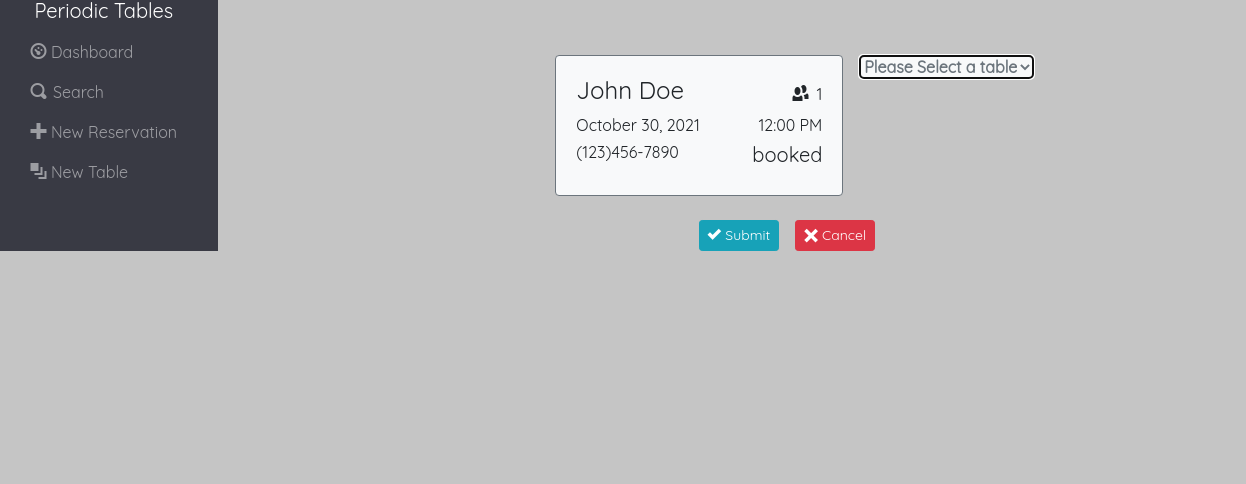 Periodic Tables
Dashboard
Search
New Reservation
New Table
John Doe
1
October 30, 2021
12:00 PM
(123)456-7890
booked
Please Select a table
Submit
Cancel